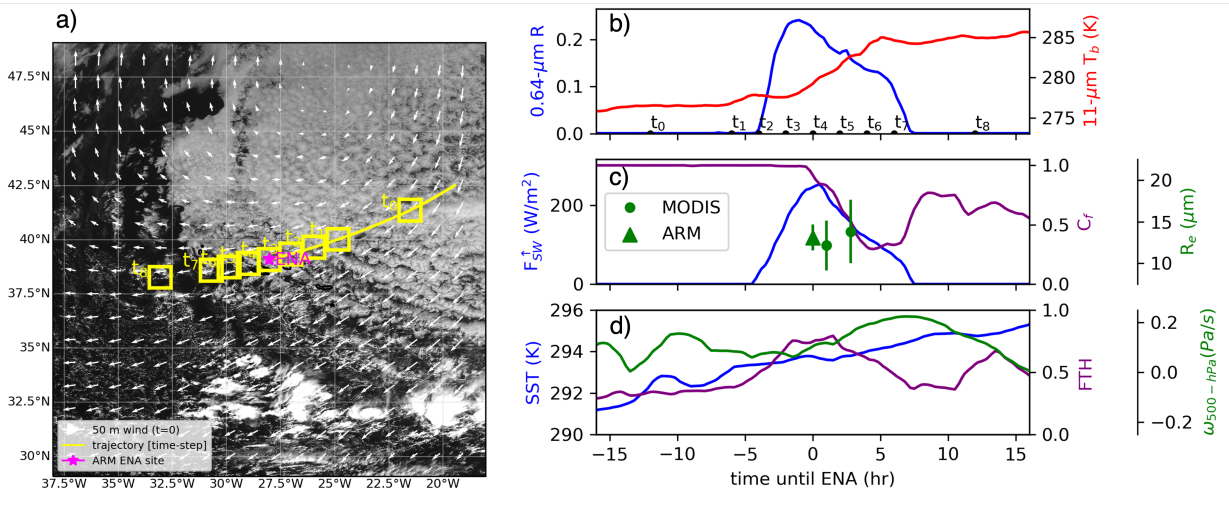 a)
47.5°N
45°N
42.5°N
40°N
37.5°N
35°N
32.5°N
30°N
37.5°W
35°W
32.5°W
30°W
27.5°W
25°W
22.5°W
20°W
t₈
t₇
ENA
50 m wind (t=0)
trajectory [time-step]
ARM ENA site
b)
0.64-μm R
0.2
0.1
0.0
t₀
t₁
t₂
t₃
t₄
t₅
t₆
t₇
t₈
285
280
275
11-μm T_b (K)
c)
F_SW^↑ (W/m²)
200
0
MODIS
ARM
1.0
0.5
0.0
C_f
20
15
10
R_e (μm)
d)
SST (K)
296
294
292
290
1.0
0.5
0.0
FTH
0.2
0.0
−0.2
ω_500−hPa (Pa/s)
−15
−10
−5
0
5
10
15
time until ENA (hr)